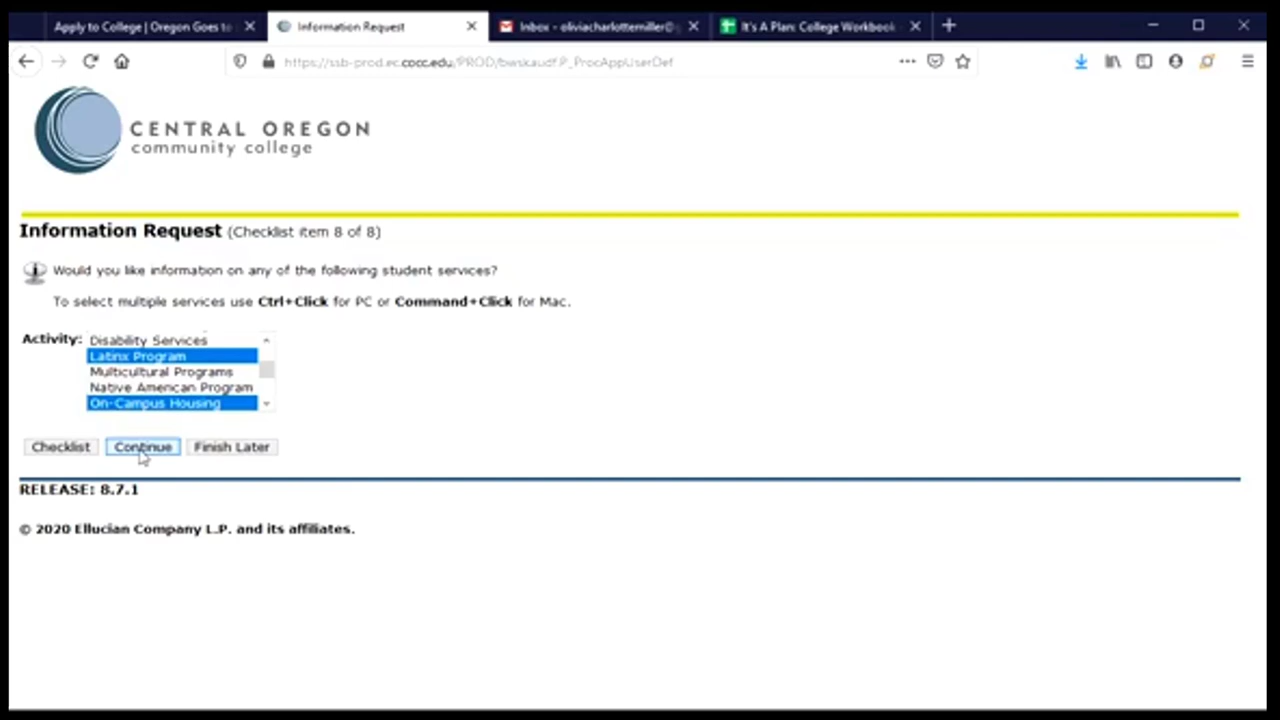 Apply to College | Oregon Goes to
Information Request
Inbox - oliviacharlottemiller@
It's A Plan: College Workbook
https://ssb-prod.ec.cocc.edu/PROD/bwskaudf.P_ProcAppUserDef
CENTRAL OREGON
community college
Information Request (Checklist item 8 of 8)
Would you like information on any of the following student services?
To select multiple services use Ctrl+Click for PC or Command+Click for Mac.
Activity:
Disability Services
Latinx Program
Multicultural Programs
Native American Program
On-Campus Housing
Checklist Continue Finish Later
RELEASE: 8.7.1
© 2020 Ellucian Company L.P. and its affiliates.